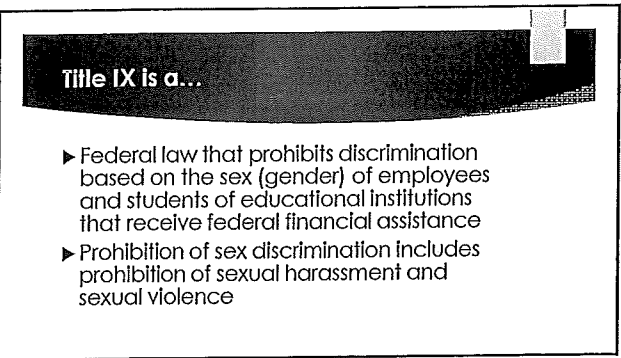 Title IX is a...
▶ Federal law that prohibits discrimination
based on the sex (gender) of employees
and students of educational institutions
that receive federal financial assistance
▶ Prohibition of sex discrimination includes
prohibition of sexual harassment and
sexual violence